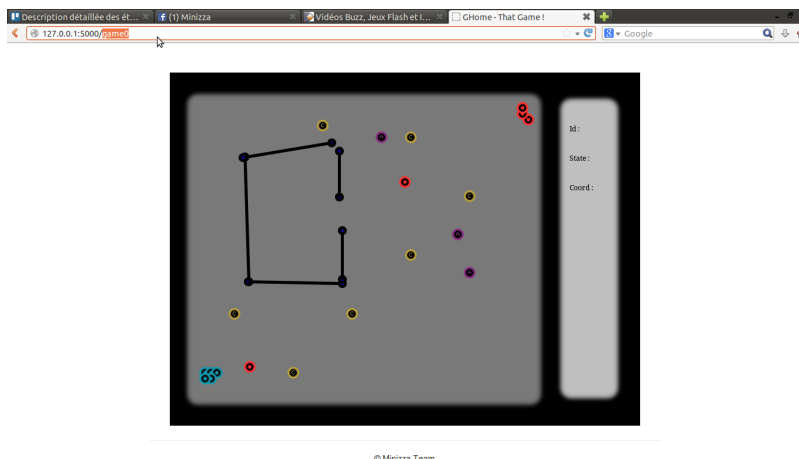 Description détaillée des ét...
(1) Minizza
Vidéos Buzz, Jeux Flash et I...
GHome - That Game !
127.0.0.1:5000/game0
Google
Id :
State :
Coord :
© Minizza Team